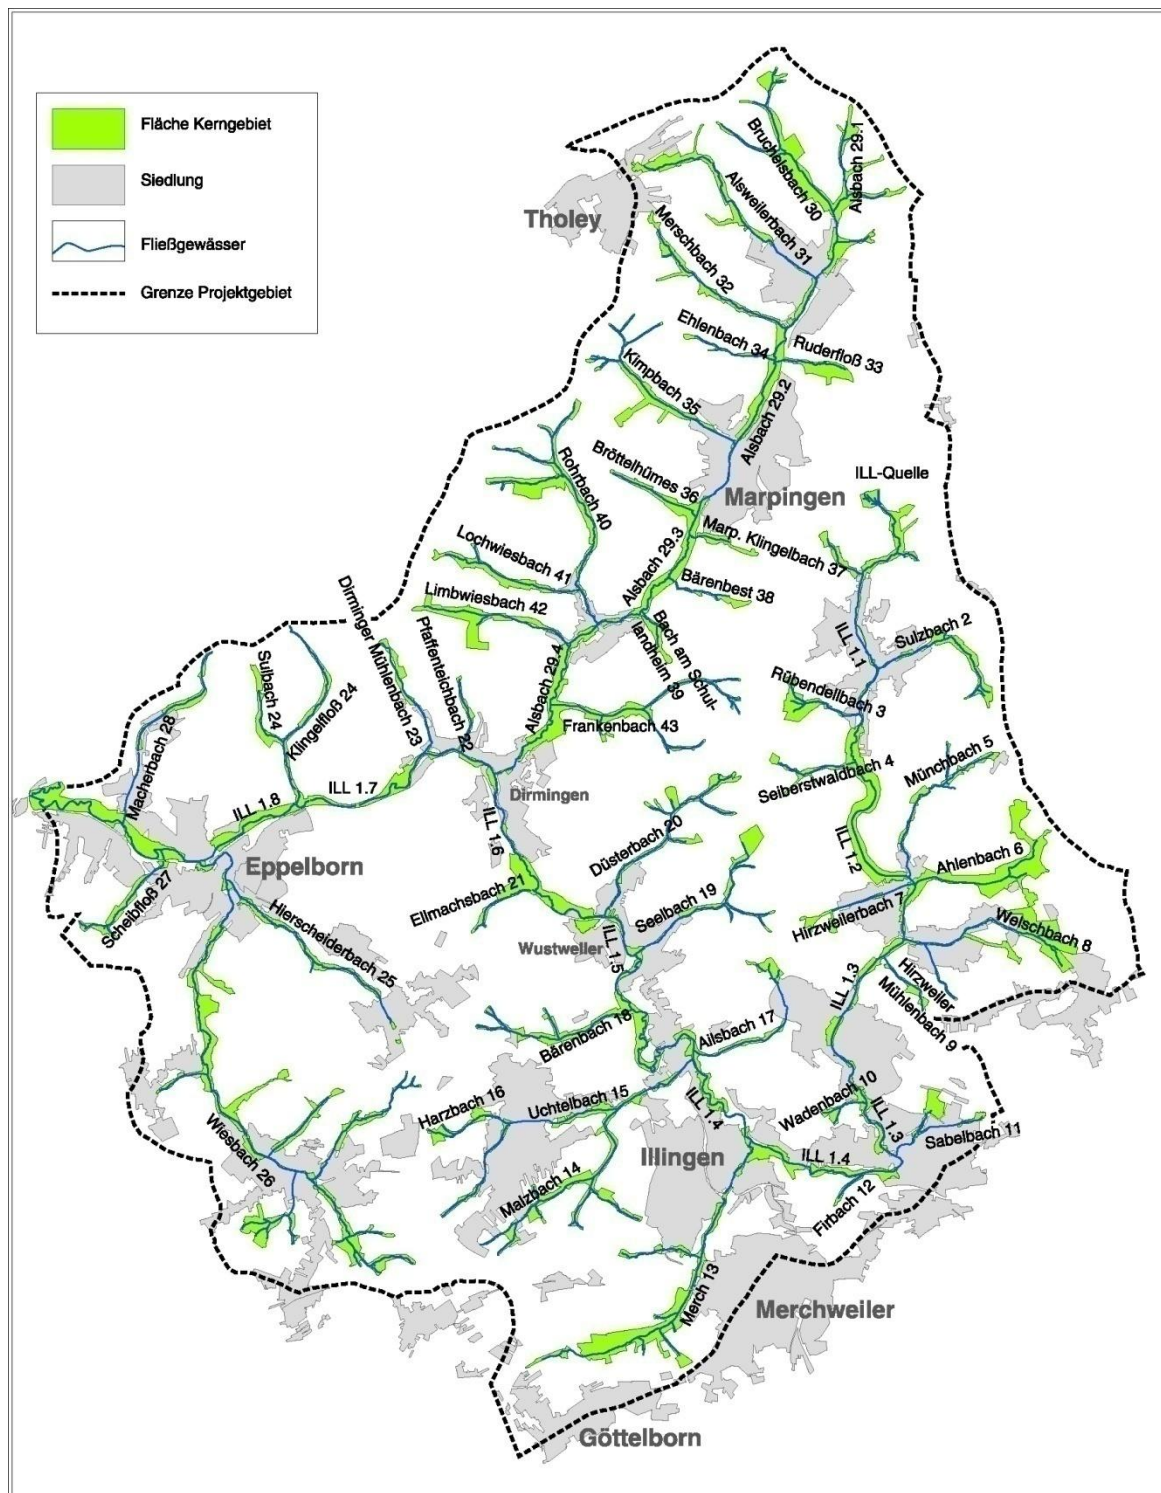 Fläche Kerngebiet
Siedlung
Fließgewässer
Grenze Projektgebiet
Tholey
Bruchelsbach 30
Alsbach 29.1
Alsweilerbach 31
Merschbach 32
Ehlenbach 34
Ruderfloß 33
Kimpbach 35
Alsbach 29.2
Bröttelhümes 36
Marpingen
ILL-Quelle
Rohrbach 40
Marp. Klingelbach 37
Lochwiesbach 41
Alsbach 29.3
Bärenbest 38
Limbwiesbach 42
Bach am Schul-
landheim 39
ILL 1.1
Sulzbach 2
Dirminger
Mühlenbach 23
Pfaffenteichbach 22
Alsbach 29.4
Rübendellbach 3
Sulbach 24
Klingelfloß 24
Frankenbach 43
Macherbach 28
Seiberstwaldbach 4
Münchbach 5
ILL 1.8
ILL 1.7
Dirmingen
ILL 1.6
ILL 1.2
Düsterbach 20
Eppelborn
Ahlenbach 6
Scheibfloß 27
Ellmachsbach 21
Seelbach 19
Hirzweilerbach 7
Welschbach 8
Hierscheiderbach 25
Wustweiler
ILL 1.5
ILL 1.3
Hirzweiler
Mühlenbach 9
Bärenbach 18
Ailsbach 17
Harzbach 16
Uchtelbach 15
ILL 1.4
Wadenbach 10
ILL 1.3
Sabelbach 11
Wiesbach 26
Malzbach 14
Illingen
ILL 1.4
Firbach 12
Merch 13
Merchweiler
Göttelborn